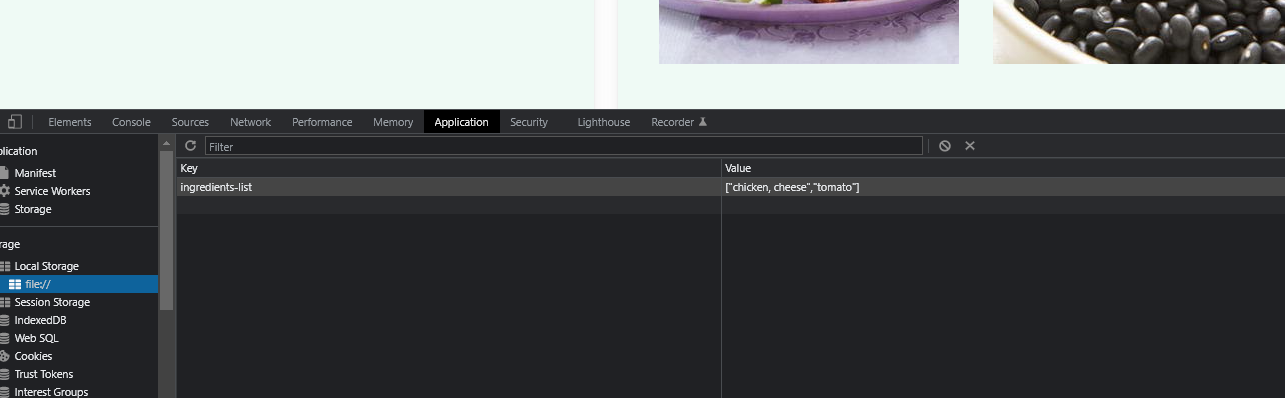 Elements Console Sources Network Performance Memory Application Security Lighthouse Recorder
plication
Filter
Manifest
Service Workers
Storage
Key Value
ingredients-list ["chicken, cheese","tomato"]
rage
Local Storage
file://
Session Storage
IndexedDB
Web SQL
Cookies
Trust Tokens
Interest Groups